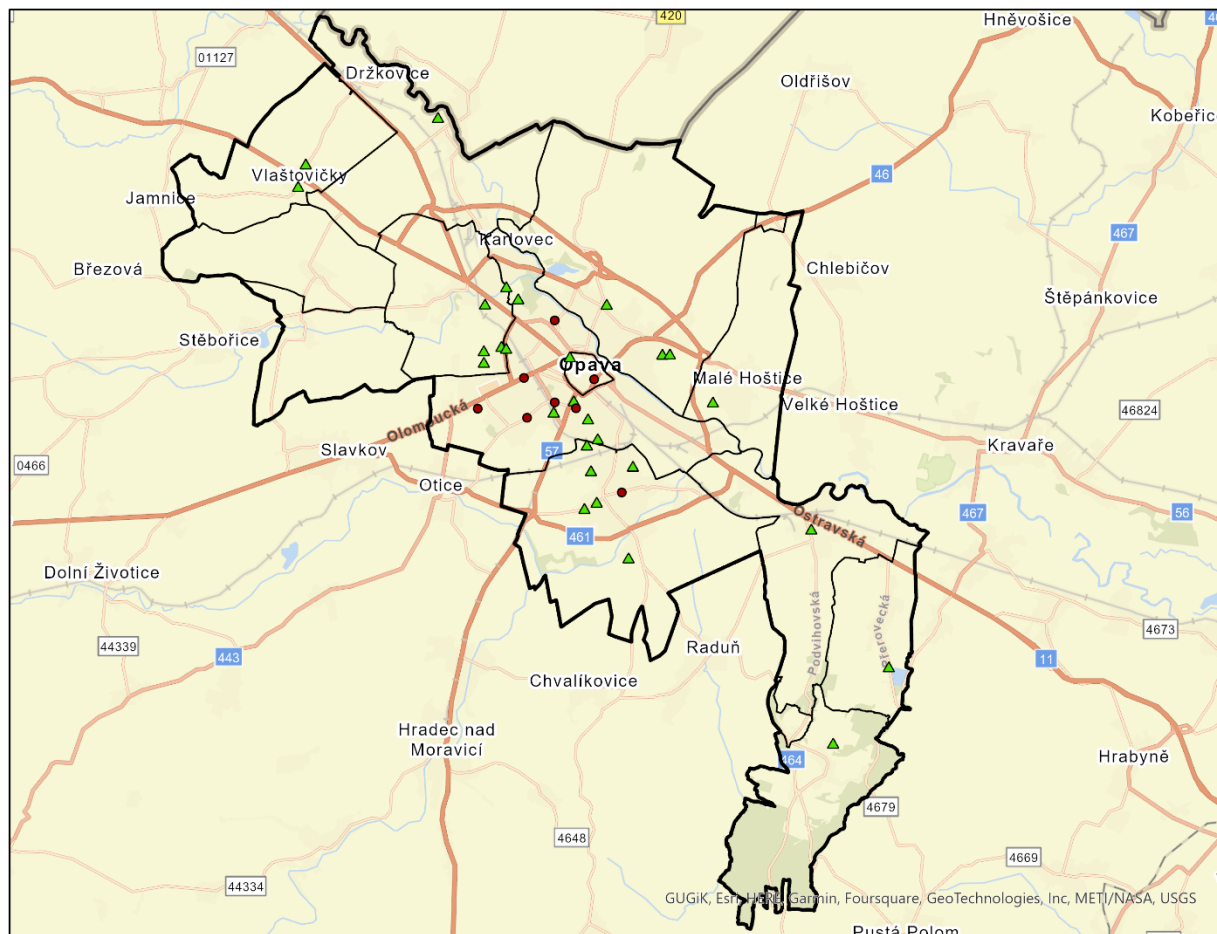 420
Hněvošice
01127
Držkovice
Oldřišov
Kobeřice
46
Vlaštovičky
Jamnice
467
Karlovec
Březová
Chlebičov
Štěpánkovice
Stěbořice
Opava
Malé Hoštice
Velké Hoštice
46824
Olomoucká
Kravaře
Slavkov
57
0466
Otice
467
56
Ostravská
461
Dolní Životice
Podvihovská
4673
44339
Raduň
443
11
Chvalíkovice
Hradec nad
Moravicí
464
Hrabyně
4679
4648
4669
44334
GUGiK, Esri, HERE, Garmin, Foursquare, GeoTechnologies, Inc, METI/NASA, USGS
Pustá Polom